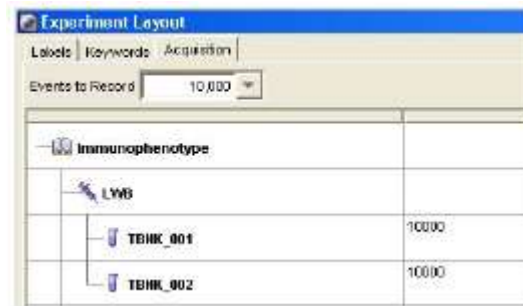 Experiment Layout
Labels Keywords Acquisition
Events to Record 10,000
Immunophenotype
LWB
TBNK_001 10000
TBNK_002 10000